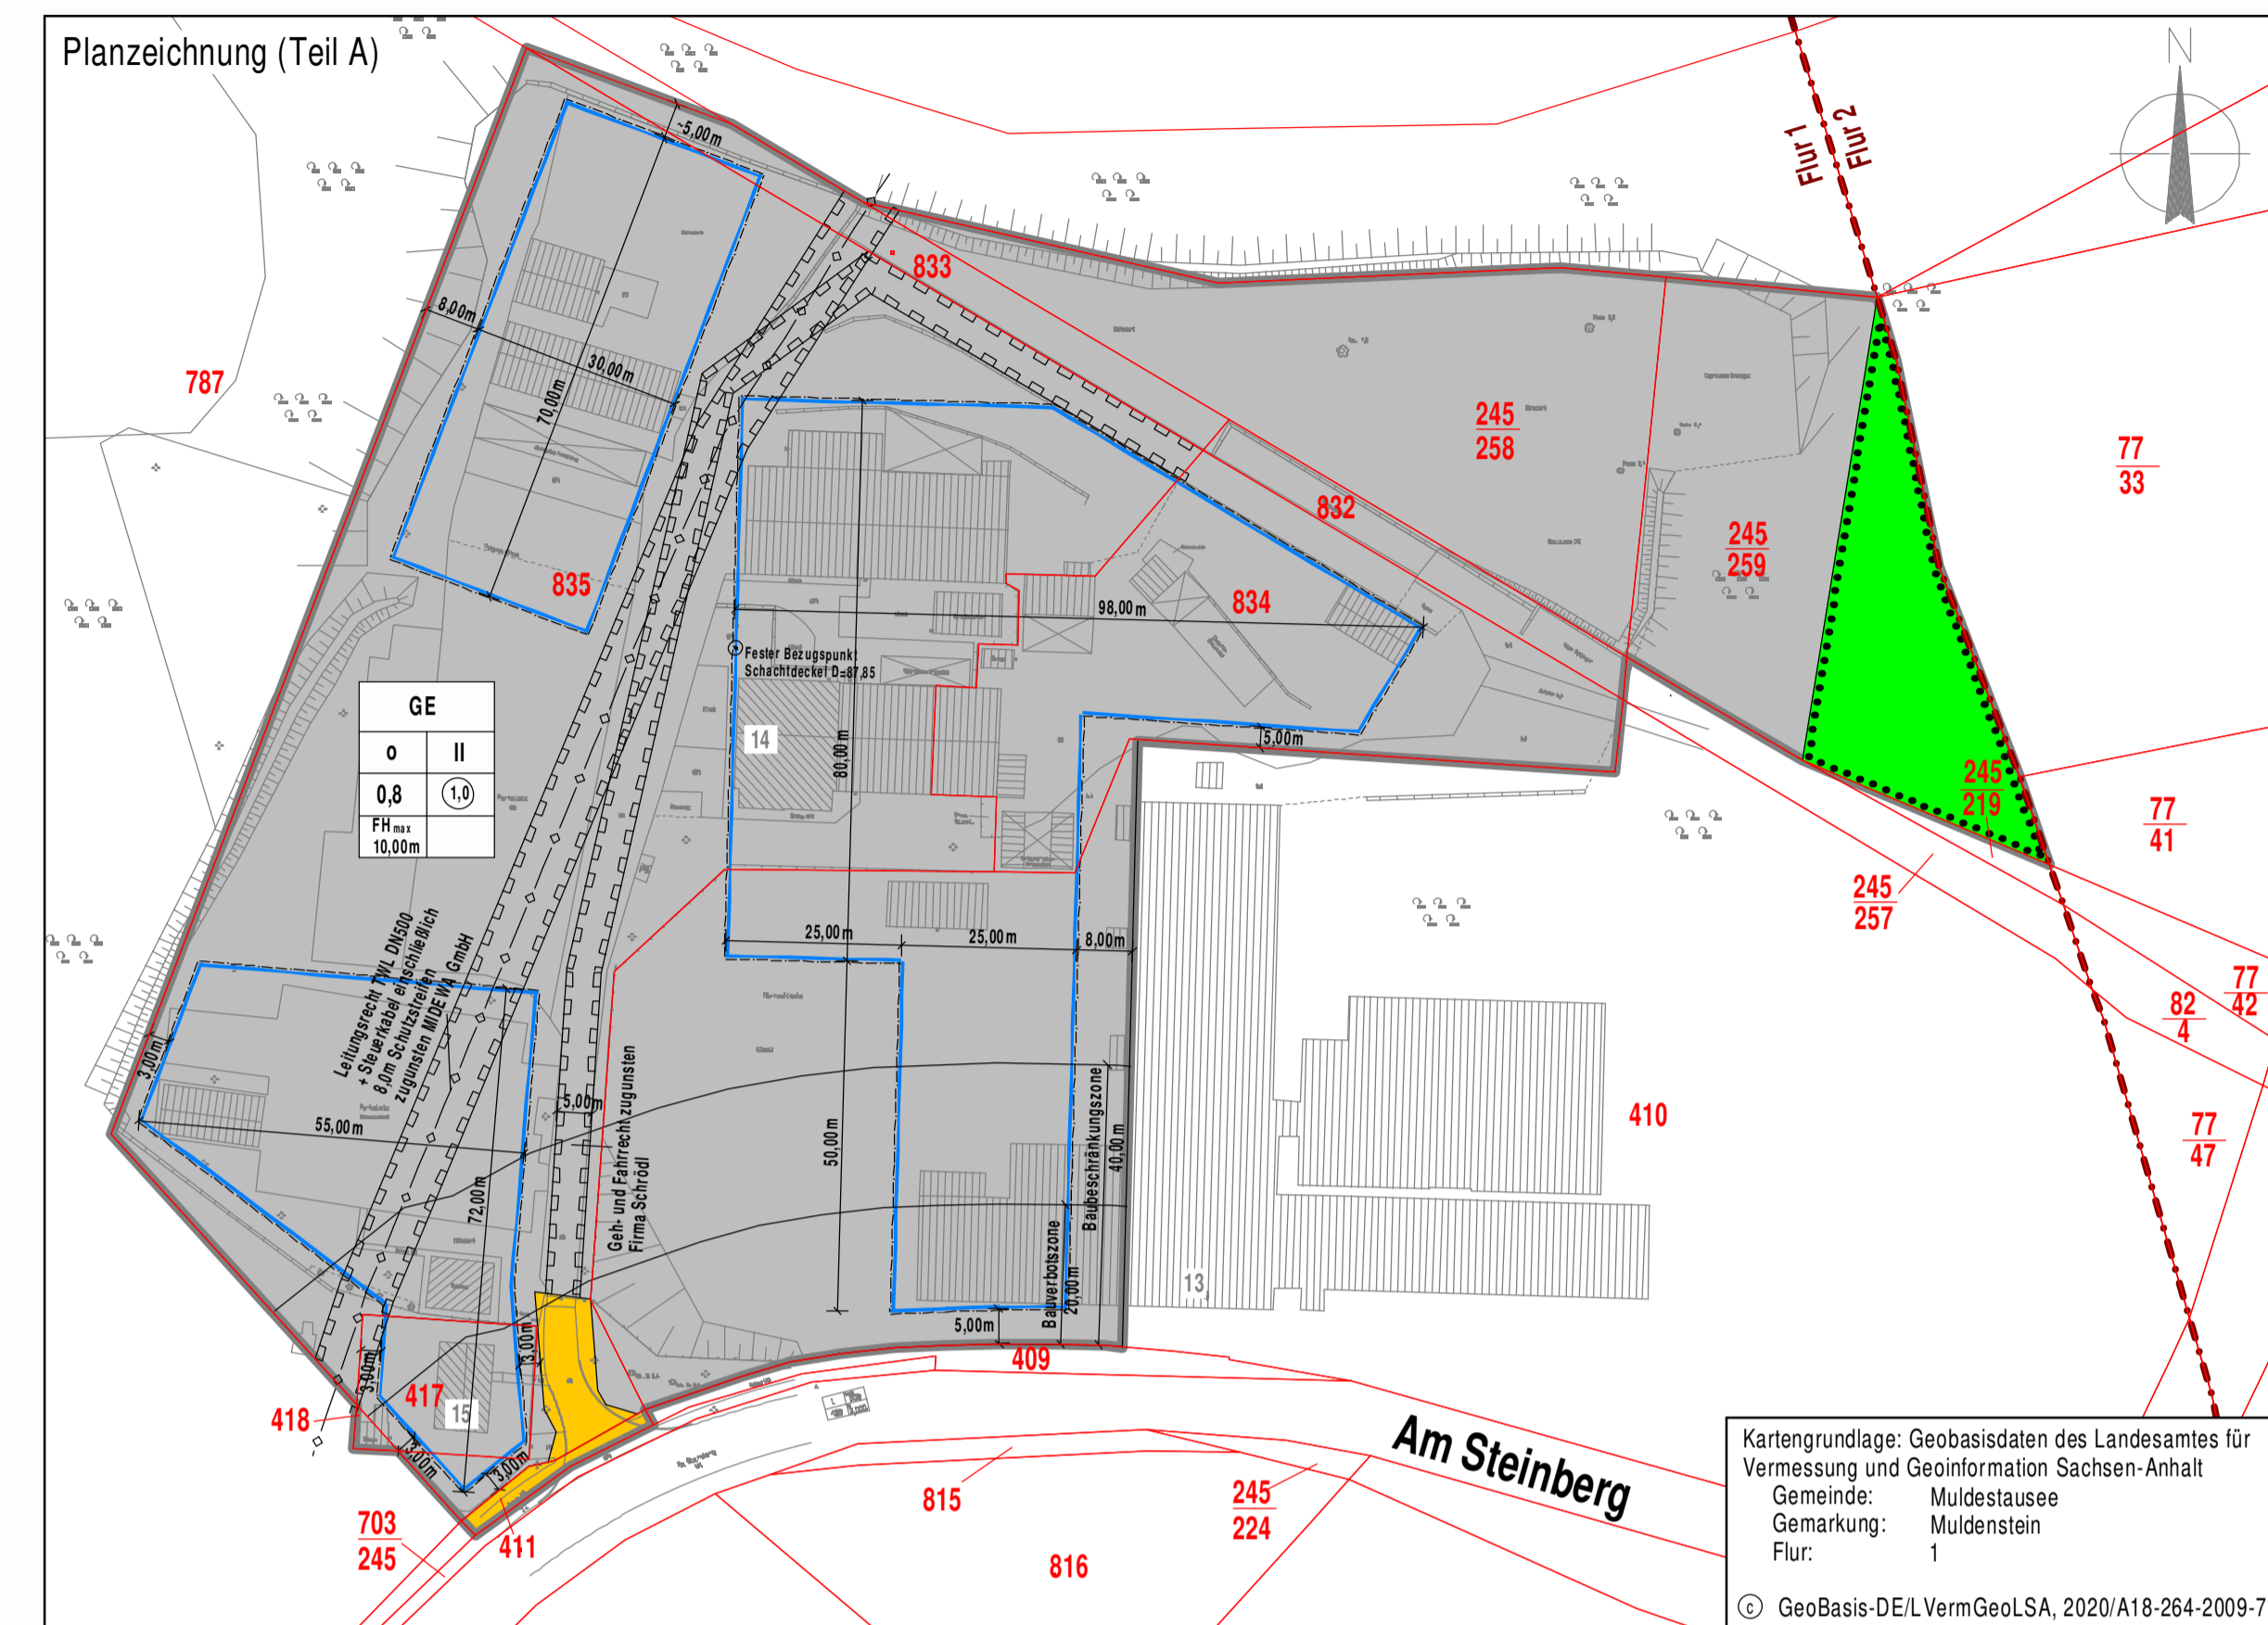 Planzeichnung (Teil A)
N
Flur 1
Flur 2
~5,00m
833
8,00m
30,00m
70,00m
787
245
258
77
33
832
245
259
835
98,00m
834
Fester Bezugspunkt
Schachtdeckel D=87,85
GE
o II
0,8 1,0
FH max
10,00m
14
80,00m
5,00m
245
219
77
41
245
257
25,00m
25,00m
8,00m
77
42
82
4
Leitungsrecht TWL DN500
+ Steuerkabel einschließlich
8,0m Schutzstreifen
zugunsten MIDEWA GmbH
3,00m
55,00m
5,00m
72,00m
Geh- und Fahrrecht zugunsten
Firma Schrödl
50,00m
Baubeschränkungszone
40,00m
Bauverbotszone
20,00m
410
77
47
13
5,00m
409
3,00m
3,00m
417
418
15
3,00m
3,00m
703
245
411
Am Steinberg
815
245
224
816
Kartengrundlage: Geobasisdaten des Landesamtes für
Vermessung und Geoinformation Sachsen-Anhalt
Gemeinde: Muldestausee
Gemarkung: Muldenstein
Flur: 1
© GeoBasis-DE/LVermGeoLSA, 2020/A18-264-2009-7